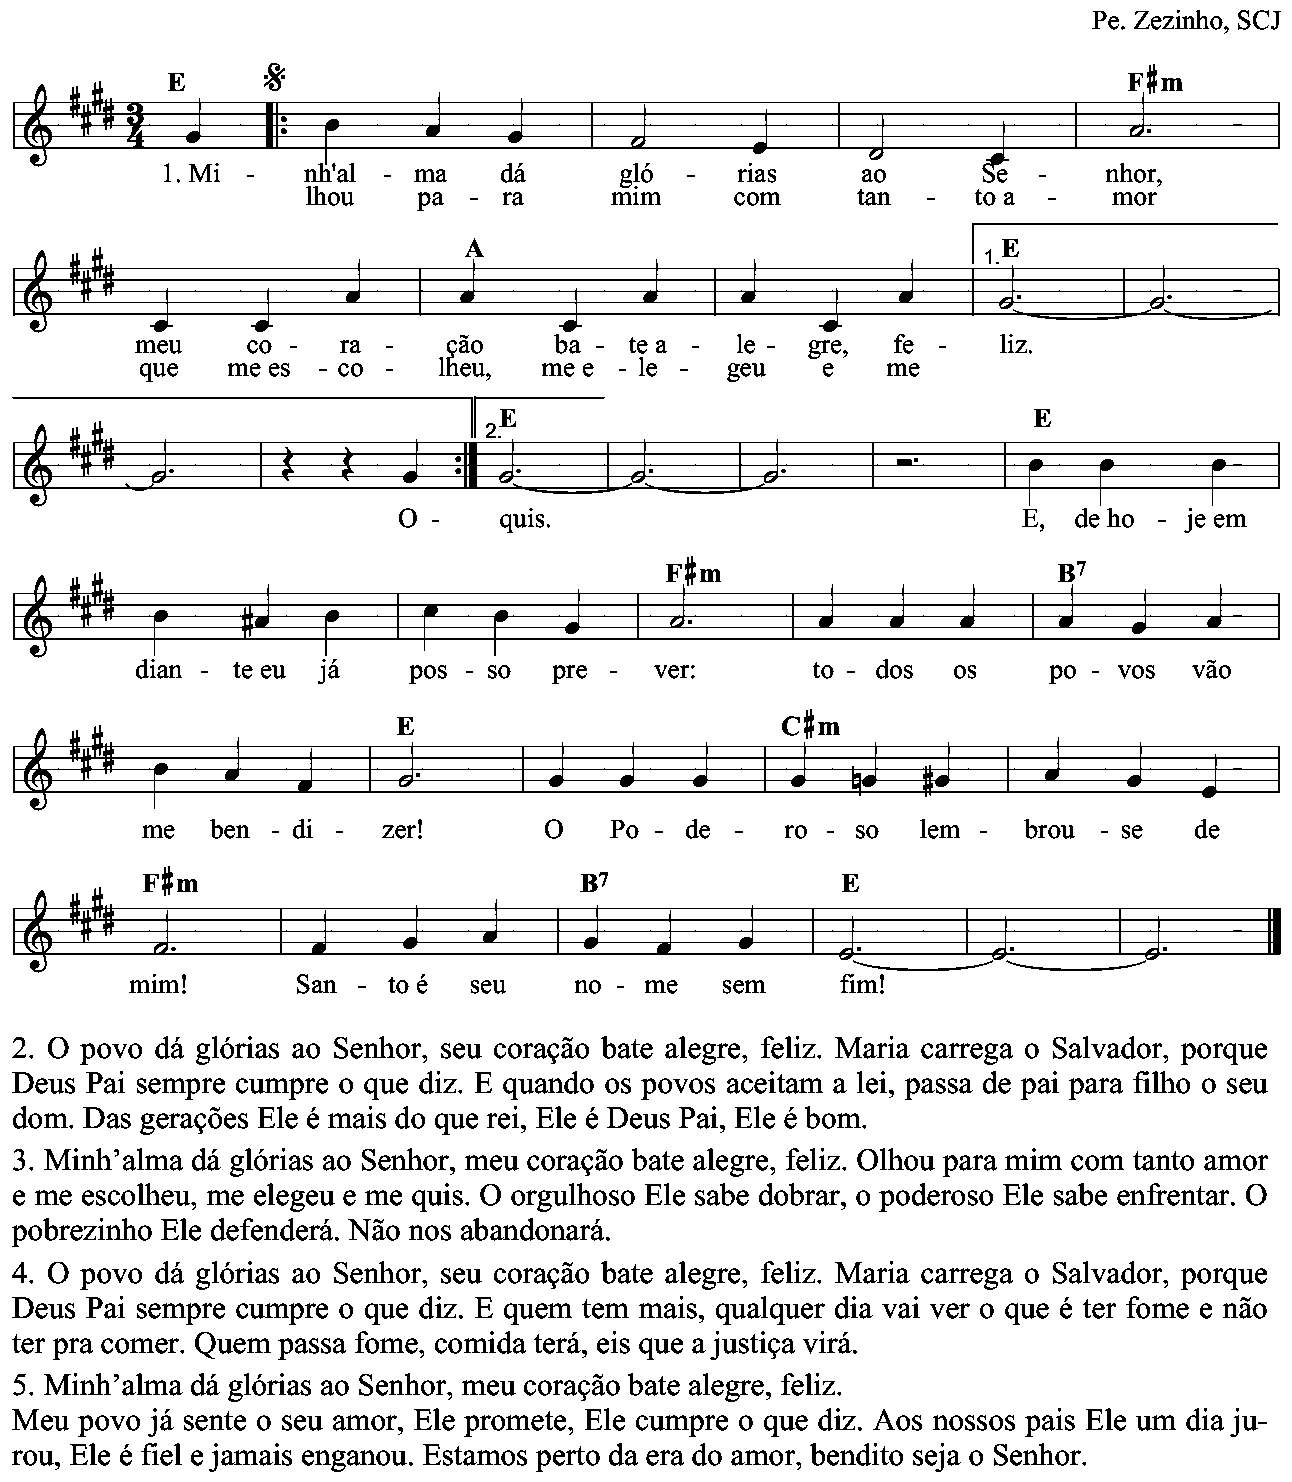 Pe. Zezinho, SCJ
E
F#m
3
4
1. Mi - nh'al - ma dá gló - rias ao Se - nhor,
lhou pa - ra mim com tan - to a - mor
A 1. E
meu co - ra - ção ba - te a - le - gre, fe - liz.
que me es - co - lheu, me e - le - geu e me
2. E E
O - quis. E, de ho - je em
F#m B7
dian - te eu já pos - so pre - ver: to - dos os po - vos vão
E C#m
me ben - di - zer! O Po - de - ro - so lem - brou - se de
F#m B7 E
mim! San - to é seu no - me sem fim!
2. O povo dá glórias ao Senhor, seu coração bate alegre, feliz. Maria carrega o Salvador, porque
Deus Pai sempre cumpre o que diz. E quando os povos aceitam a lei, passa de pai para filho o seu
dom. Das gerações Ele é mais do que rei, Ele é Deus Pai, Ele é bom.
3. Minh’alma dá glórias ao Senhor, meu coração bate alegre, feliz. Olhou para mim com tanto amor
e me escolheu, me elegeu e me quis. O orgulhoso Ele sabe dobrar, o poderoso Ele sabe enfrentar. O
pobrezinho Ele defenderá. Não nos abandonará.
4. O povo dá glórias ao Senhor, seu coração bate alegre, feliz. Maria carrega o Salvador, porque
Deus Pai sempre cumpre o que diz. E quem tem mais, qualquer dia vai ver o que é ter fome e não
ter pra comer. Quem passa fome, comida terá, eis que a justiça virá.
5. Minh’alma dá glórias ao Senhor, meu coração bate alegre, feliz.
Meu povo já sente o seu amor, Ele promete, Ele cumpre o que diz. Aos nossos pais Ele um dia ju-
rou, Ele é fiel e jamais enganou. Estamos perto da era do amor, bendito seja o Senhor.